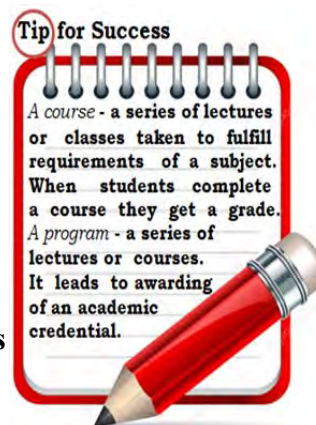 Tip for Success
A course - a series of lectures
or classes taken to fulfill
requirements of a subject.
When students complete
a course they get a grade.
A program - a series of
lectures or courses.
It leads to awarding
of an academic
credential.
s